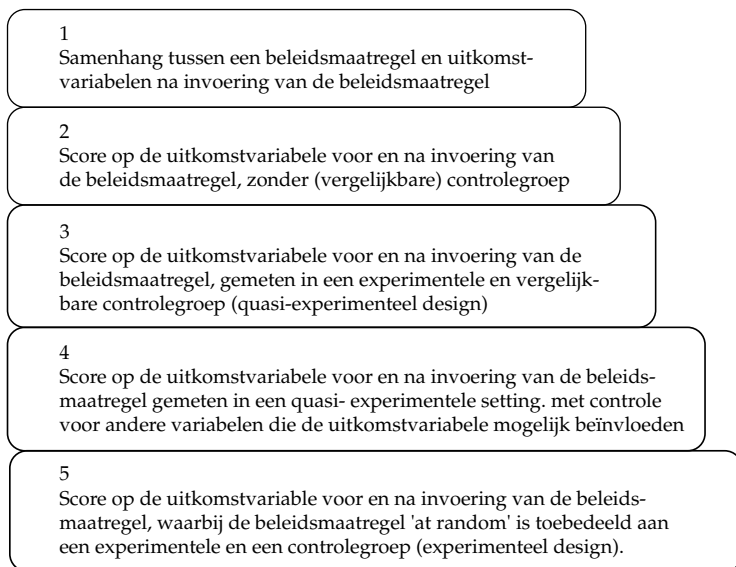 1
Samenhang tussen een beleidsmaatregel en uitkomst-
variabelen na invoering van de beleidsmaatregel
2
Score op de uitkomstvariabele voor en na invoering van
de beleidsmaatregel, zonder (vergelijkbare) controlegroep
3
Score op de uitkomstvariabele voor en na invoering van de
beleidsmaatregel, gemeten in een experimentele en vergelijk-
bare controlegroep (quasi-experimenteel design)
4
Score op de uitkomstvariabele voor en na invoering van de beleids-
maatregel gemeten in een quasi- experimentele setting. met controle
voor andere variabelen die de uitkomstvariabele mogelijk beïnvloeden
5
Score op de uitkomstvariable voor en na invoering van de beleids-
maatregel, waarbij de beleidsmaatregel 'at random' is toebedeeld aan
een experimentele en een controlegroep (experimenteel design).